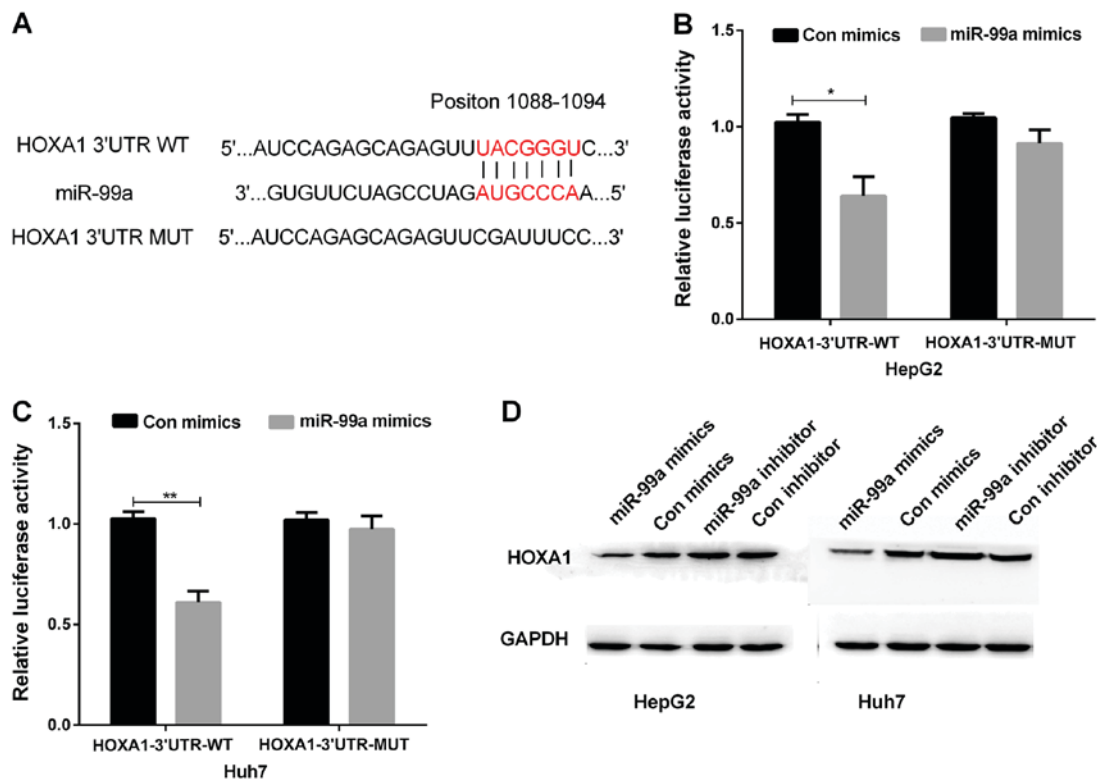 A
Positon 1088-1094
HOXA1 3'UTR WT 5'...AUCCAGAGCAGAGUUUACGGGUC...3'
miR-99a 3'...GUGUUCUAGCCUAGAUGCCCAA...5'
HOXA1 3'UTR MUT 5'...AUCCAGAGCAGAGUUCGAUUUCC...3'
B
Con mimics miR-99a mimics
Relative luciferase activity
1.5
1.0
0.5
0.0
*
HOXA1-3'UTR-WT HOXA1-3'UTR-MUT
HepG2
C
Con mimics miR-99a mimics
Relative luciferase activity
1.5
1.0
0.5
0.0
**
HOXA1-3'UTR-WT HOXA1-3'UTR-MUT
Huh7
D
miR-99a mimics
Con mimics
miR-99a inhibitor
Con inhibitor
miR-99a mimics
Con mimics
miR-99a inhibitor
Con inhibitor
HOXA1
GAPDH
HepG2 Huh7